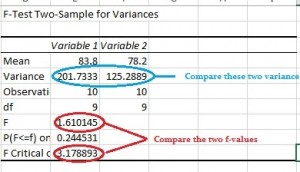 F-Test Two-Sample for Variances
Variable 1 Variable 2
Mean 83.8 78.2
Variance 201.7333 125.2889 Compare these two variance
Observati 10 10
df 9 9
F 1.610145
P(F<=f) on 0.244531 Compare the two f-values
F Critical c 3.178893